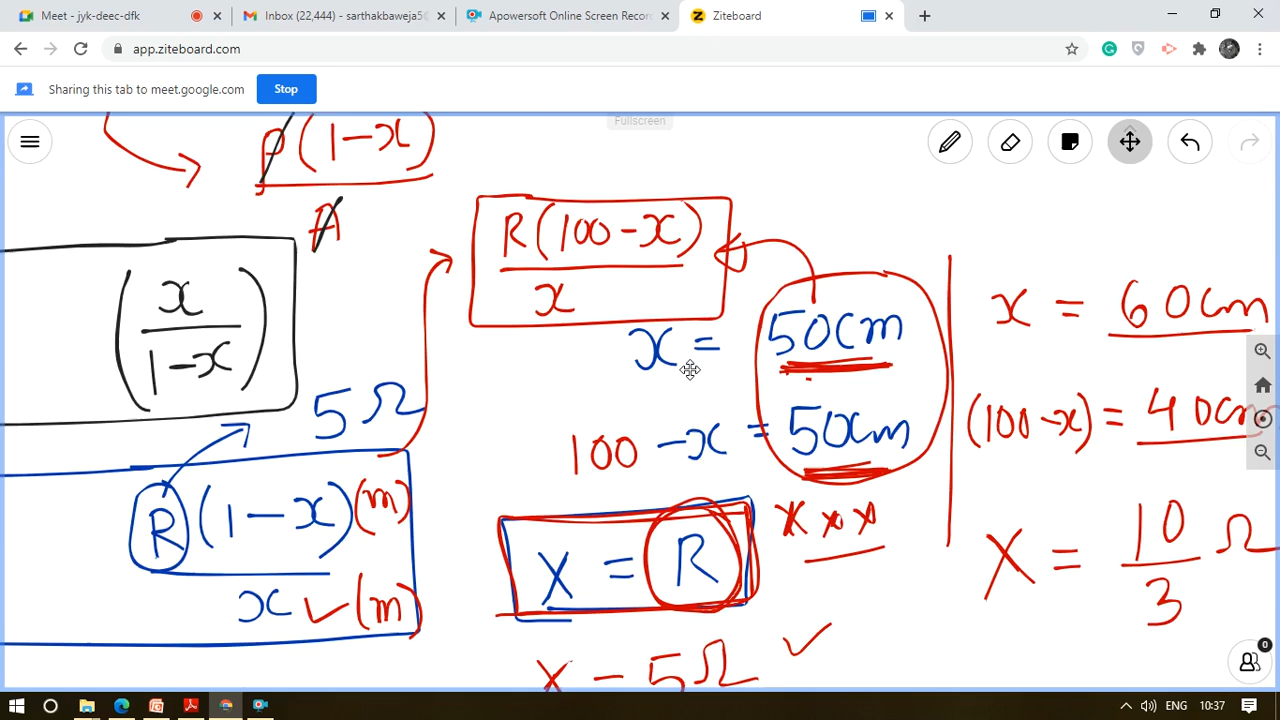 Meet - jyk-deec-dfk
Inbox (22,444) - sarthakbaweja5
Apowersoft Online Screen Recor
Ziteboard
app.ziteboard.com
Sharing this tab to meet.google.com
Stop
Fullscreen
ρ(1-x)
A
(x
1-x)
5Ω
R(1-x)(m)
x ✓(m)
R(100-x)
x
x = 50cm
100 -x = 50cm
X = R
x x x
X - 5Ω ✓
x = 60cm
(100-x) = 40cm
X = 10 Ω
3
0
ENG
10:37